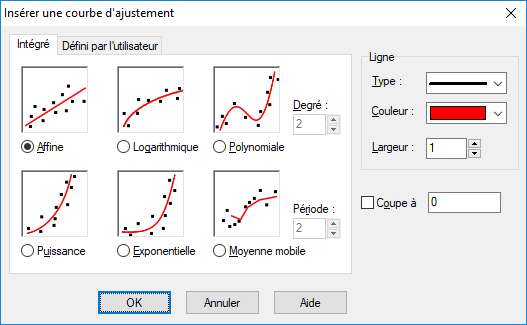 Insérer une courbe d'ajustement
Intégré
Défini par l'utilisateur
Affine
Logarithmique
Polynomiale
Degré :
2
Puissance
Exponentielle
Moyenne mobile
Période :
2
Ligne
Type :
Couleur :
Largeur :
1
Coupe à
0
OK
Annuler
Aide